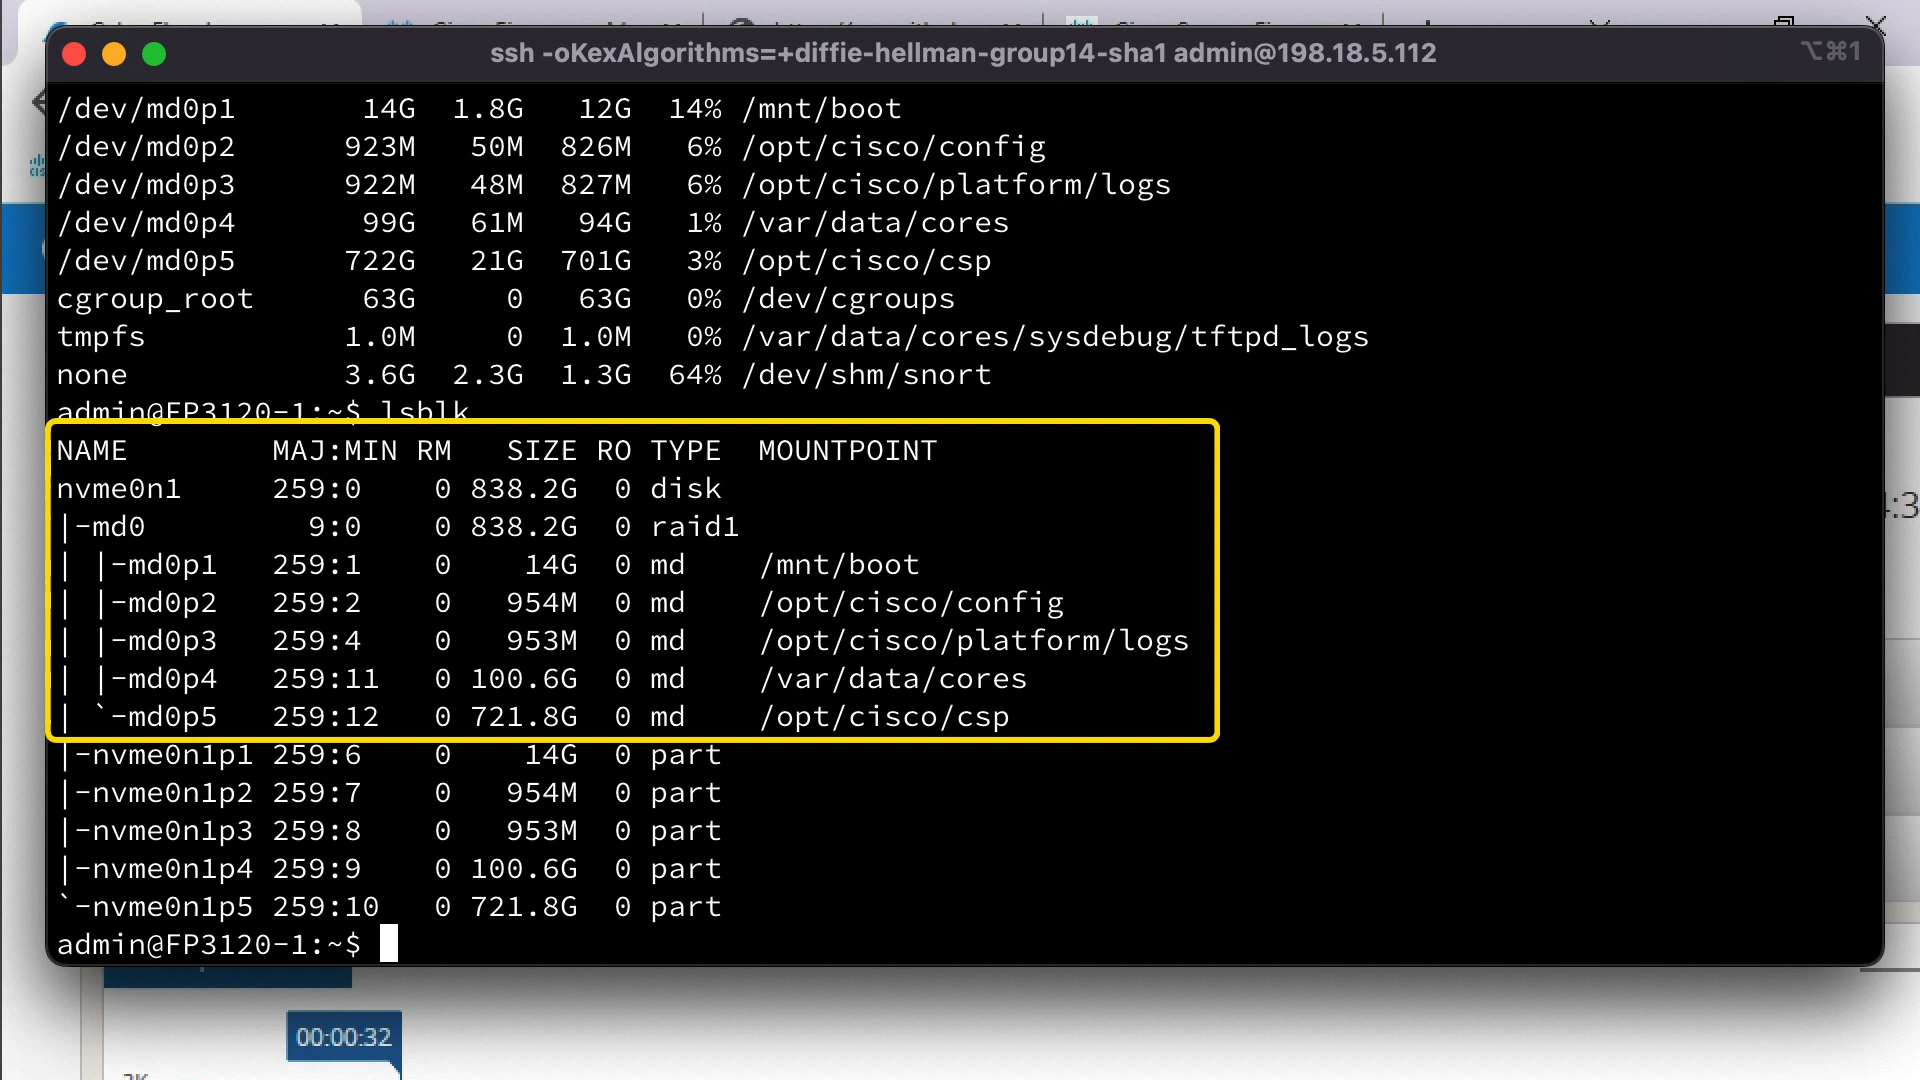 ssh -oKexAlgorithms=+diffie-hellman-group14-sha1 admin@198.18.5.112
⌥⌘1
/dev/md0p1 14G 1.8G 12G 14% /mnt/boot
/dev/md0p2 923M 50M 826M 6% /opt/cisco/config
/dev/md0p3 922M 48M 827M 6% /opt/cisco/platform/logs
/dev/md0p4 99G 61M 94G 1% /var/data/cores
/dev/md0p5 722G 21G 701G 3% /opt/cisco/csp
cgroup_root 63G 0 63G 0% /dev/cgroups
tmpfs 1.0M 0 1.0M 0% /var/data/cores/sysdebug/tftpd_logs
none 3.6G 2.3G 1.3G 64% /dev/shm/snort
admin@FP3120-1:~$ lsblk
NAME MAJ:MIN RM SIZE RO TYPE MOUNTPOINT
nvme0n1 259:0 0 838.2G 0 disk
|-md0 9:0 0 838.2G 0 raid1
| |-md0p1 259:1 0 14G 0 md /mnt/boot
| |-md0p2 259:2 0 954M 0 md /opt/cisco/config
| |-md0p3 259:4 0 953M 0 md /opt/cisco/platform/logs
| |-md0p4 259:11 0 100.6G 0 md /var/data/cores
| `-md0p5 259:12 0 721.8G 0 md /opt/cisco/csp
|-nvme0n1p1 259:6 0 14G 0 part
|-nvme0n1p2 259:7 0 954M 0 part
|-nvme0n1p3 259:8 0 953M 0 part
|-nvme0n1p4 259:9 0 100.6G 0 part
`-nvme0n1p5 259:10 0 721.8G 0 part
admin@FP3120-1:~$
00:00:32